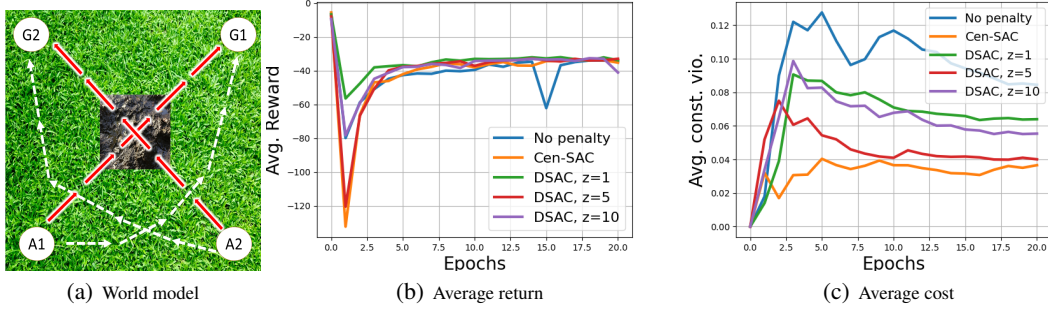 G2
G1
A1
A2
(a) World model
0
−20
−40
−60
−80
−100
−120
Avg. Reward
No penalty
Cen-SAC
DSAC, z=1
DSAC, z=5
DSAC, z=10
0.0 2.5 5.0 7.5 10.0 12.5 15.0 17.5 20.0
Epochs
(b) Average return
0.12
0.10
0.08
0.06
0.04
0.02
0.00
Avg. const. vio.
No penalty
Cen-SAC
DSAC, z=1
DSAC, z=5
DSAC, z=10
0.0 2.5 5.0 7.5 10.0 12.5 15.0 17.5 20.0
Epochs
(c) Average cost